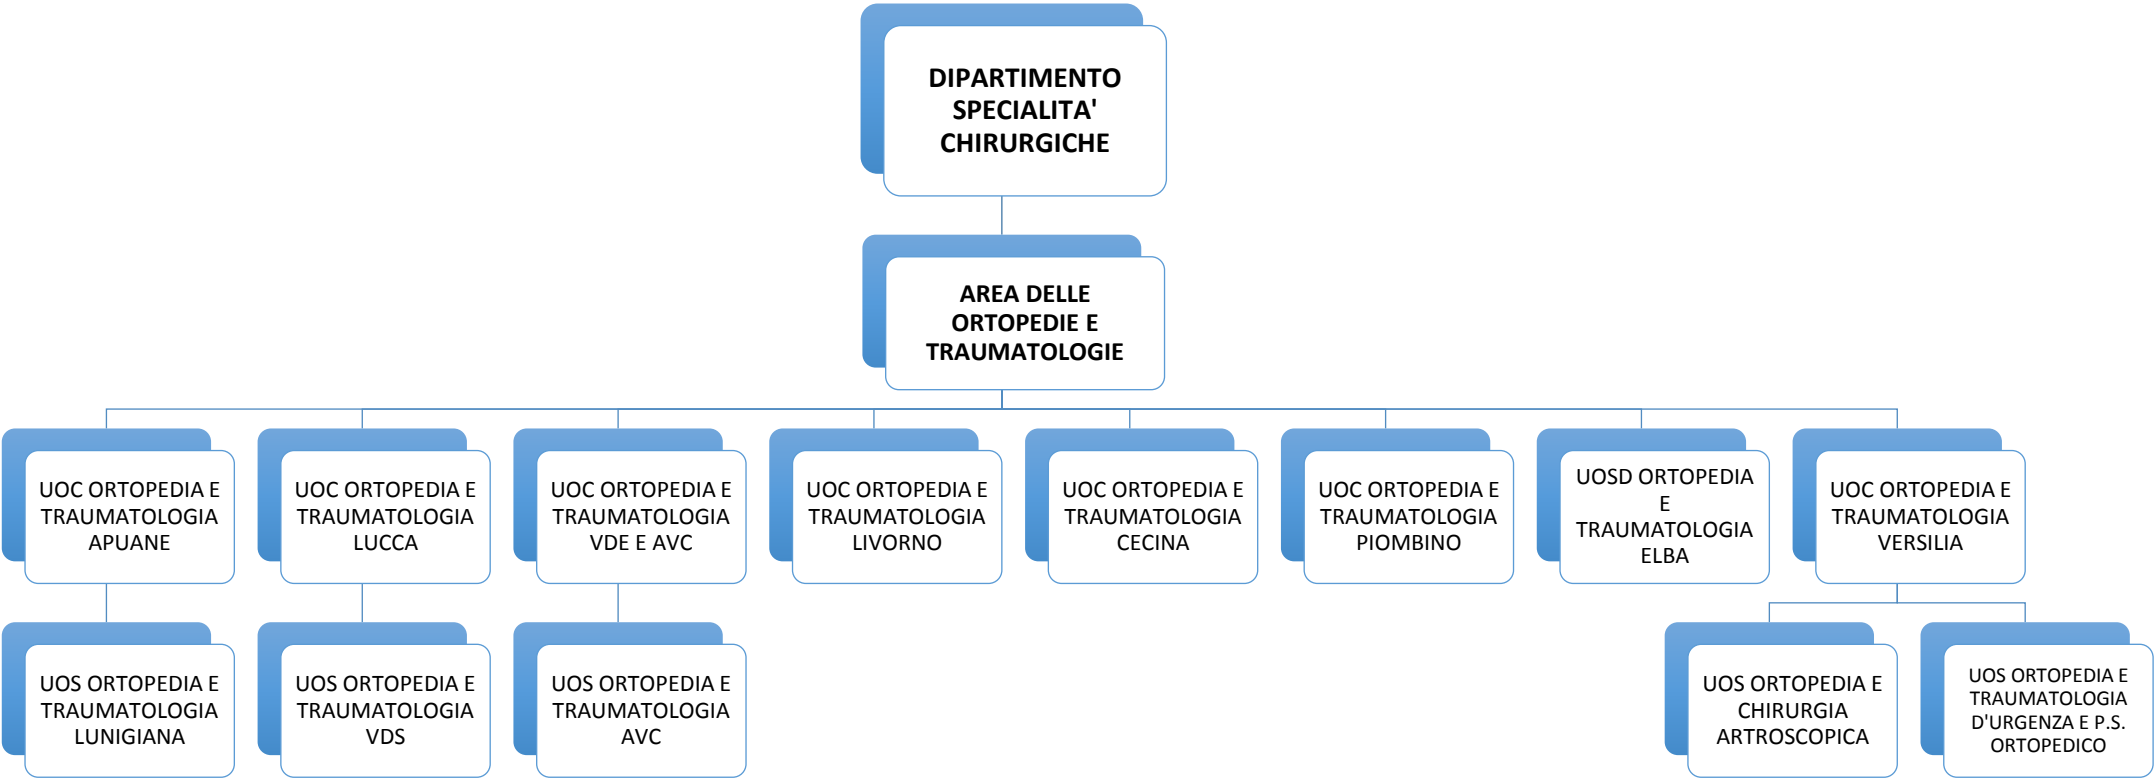 DIPARTIMENTO
SPECIALITA'
CHIRURGICHE
AREA DELLE
ORTOPEDIE E
TRAUMATOLOGIE
UOC ORTOPEDIA E
TRAUMATOLOGIA
APUANE
UOC ORTOPEDIA E
TRAUMATOLOGIA
LUCCA
UOC ORTOPEDIA E
TRAUMATOLOGIA
VDE E AVC
UOC ORTOPEDIA E
TRAUMATOLOGIA
LIVORNO
UOC ORTOPEDIA E
TRAUMATOLOGIA
CECINA
UOC ORTOPEDIA E
TRAUMATOLOGIA
PIOMBINO
UOSD ORTOPEDIA
E
TRAUMATOLOGIA
ELBA
UOC ORTOPEDIA E
TRAUMATOLOGIA
VERSILIA
UOS ORTOPEDIA E
TRAUMATOLOGIA
LUNIGIANA
UOS ORTOPEDIA E
TRAUMATOLOGIA
VDS
UOS ORTOPEDIA E
TRAUMATOLOGIA
AVC
UOS ORTOPEDIA E
CHIRURGIA
ARTROSCOPICA
UOS ORTOPEDIA E
TRAUMATOLOGIA
D'URGENZA E P.S.
ORTOPEDICO